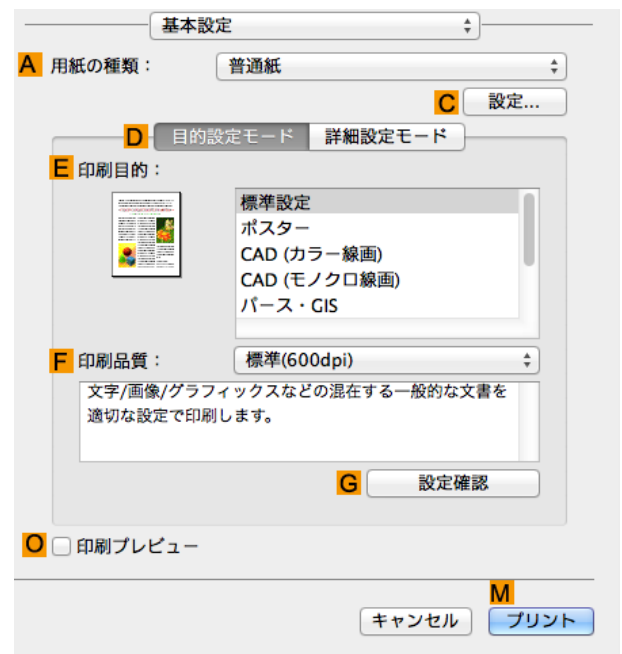 基本設定
A 用紙の種類： 普通紙
C 設定...
D 目的設定モード 詳細設定モード
E 印刷目的：
標準設定
ポスター
CAD (カラー線画)
CAD (モノクロ線画)
パース・GIS
F 印刷品質： 標準(600dpi)
文字/画像/グラフィックスなどの混在する一般的な文書を
適切な設定で印刷します。
G 設定確認
O 印刷プレビュー
M
キャンセル プリント